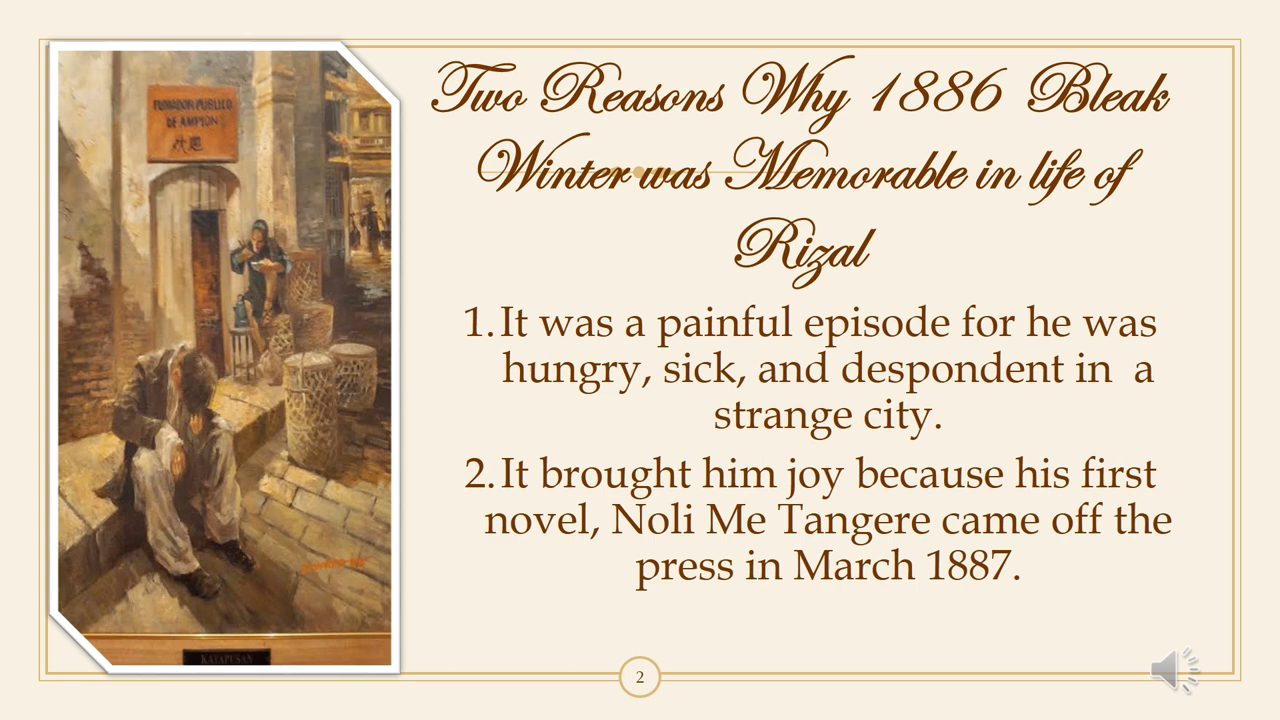 FUMADOR PUBLICO
DE AMPION
Two Reasons Why 1886 Bleak
Winter was Memorable in life of
Rizal
1. It was a painful episode for he was
hungry, sick, and despondent in a
strange city.
2. It brought him joy because his first
novel, Noli Me Tangere came off the
press in March 1887.
KATAPUSAN
2